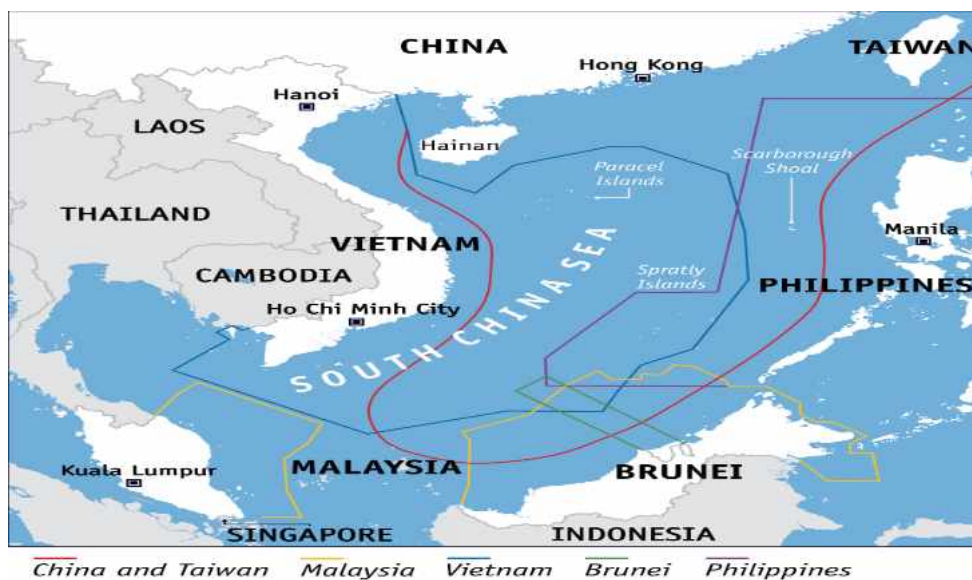 CHINA
TAIWAN
Hong Kong
Hanoi
LAOS
Hainan
Paracel
Islands
Scarborough
Shoal
THAILAND
VIETNAM
Manila
CAMBODIA
Spratly
Islands
PHILIPPINES
Ho Chi Minh City
SOUTH CHINA SEA
Kuala Lumpur
MALAYSIA
BRUNEI
SINGAPORE
INDONESIA
China and Taiwan Malaysia Vietnam Brunei Philippines